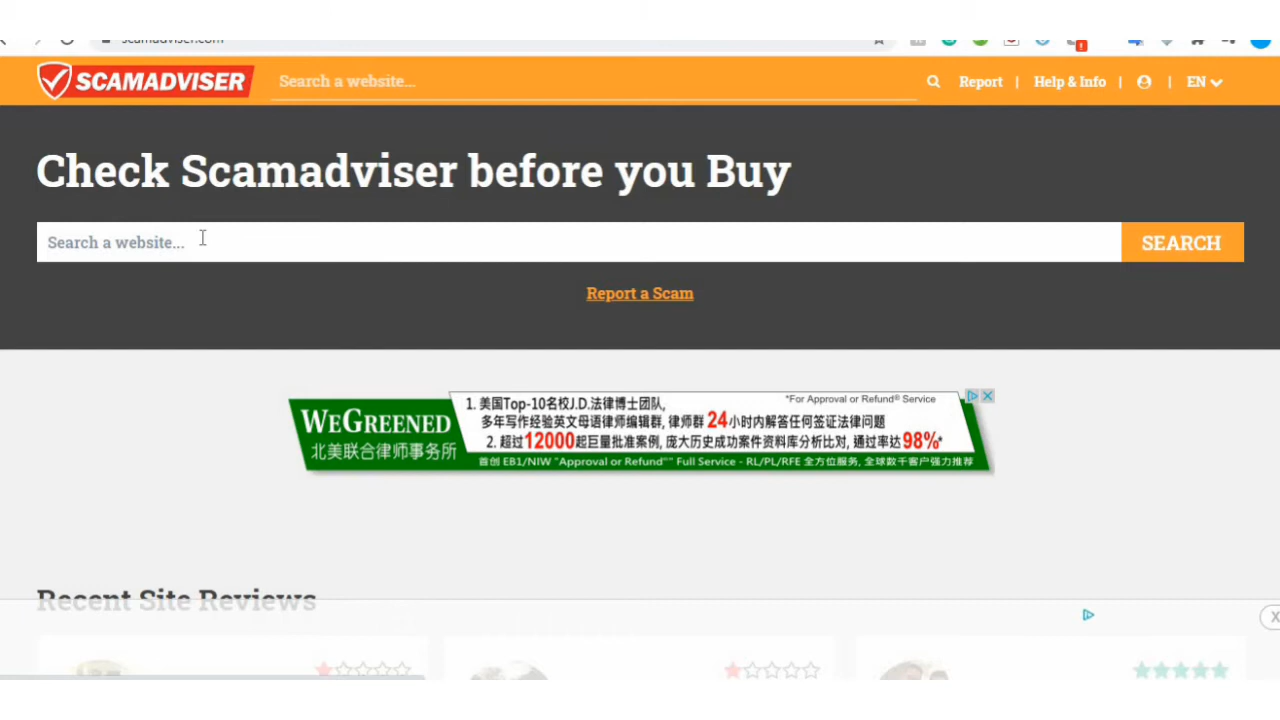 scamadviser.com
SCAMADVISER
Search a website...
Report | Help & Info | | EN
Check Scamadviser before you Buy
Search a website...
SEARCH
Report a Scam
WEGREENED
北美联合律师事务所
*For Approval or Refund® Service
1. 美国Top-10名校J.D.法律博士团队,
多年写作经验英文母语律师编辑群, 律师群24小时内解答任何签证法律问题
2. 超过12000起巨量批准案例, 庞大历史成功案件资料库分析比对, 通过率达98%*
首创 EB1/NIW "Approval or Refund®" Full Service - RL/PL/RFE 全方位服务, 全球数千客户强力推荐
Recent Site Reviews
X